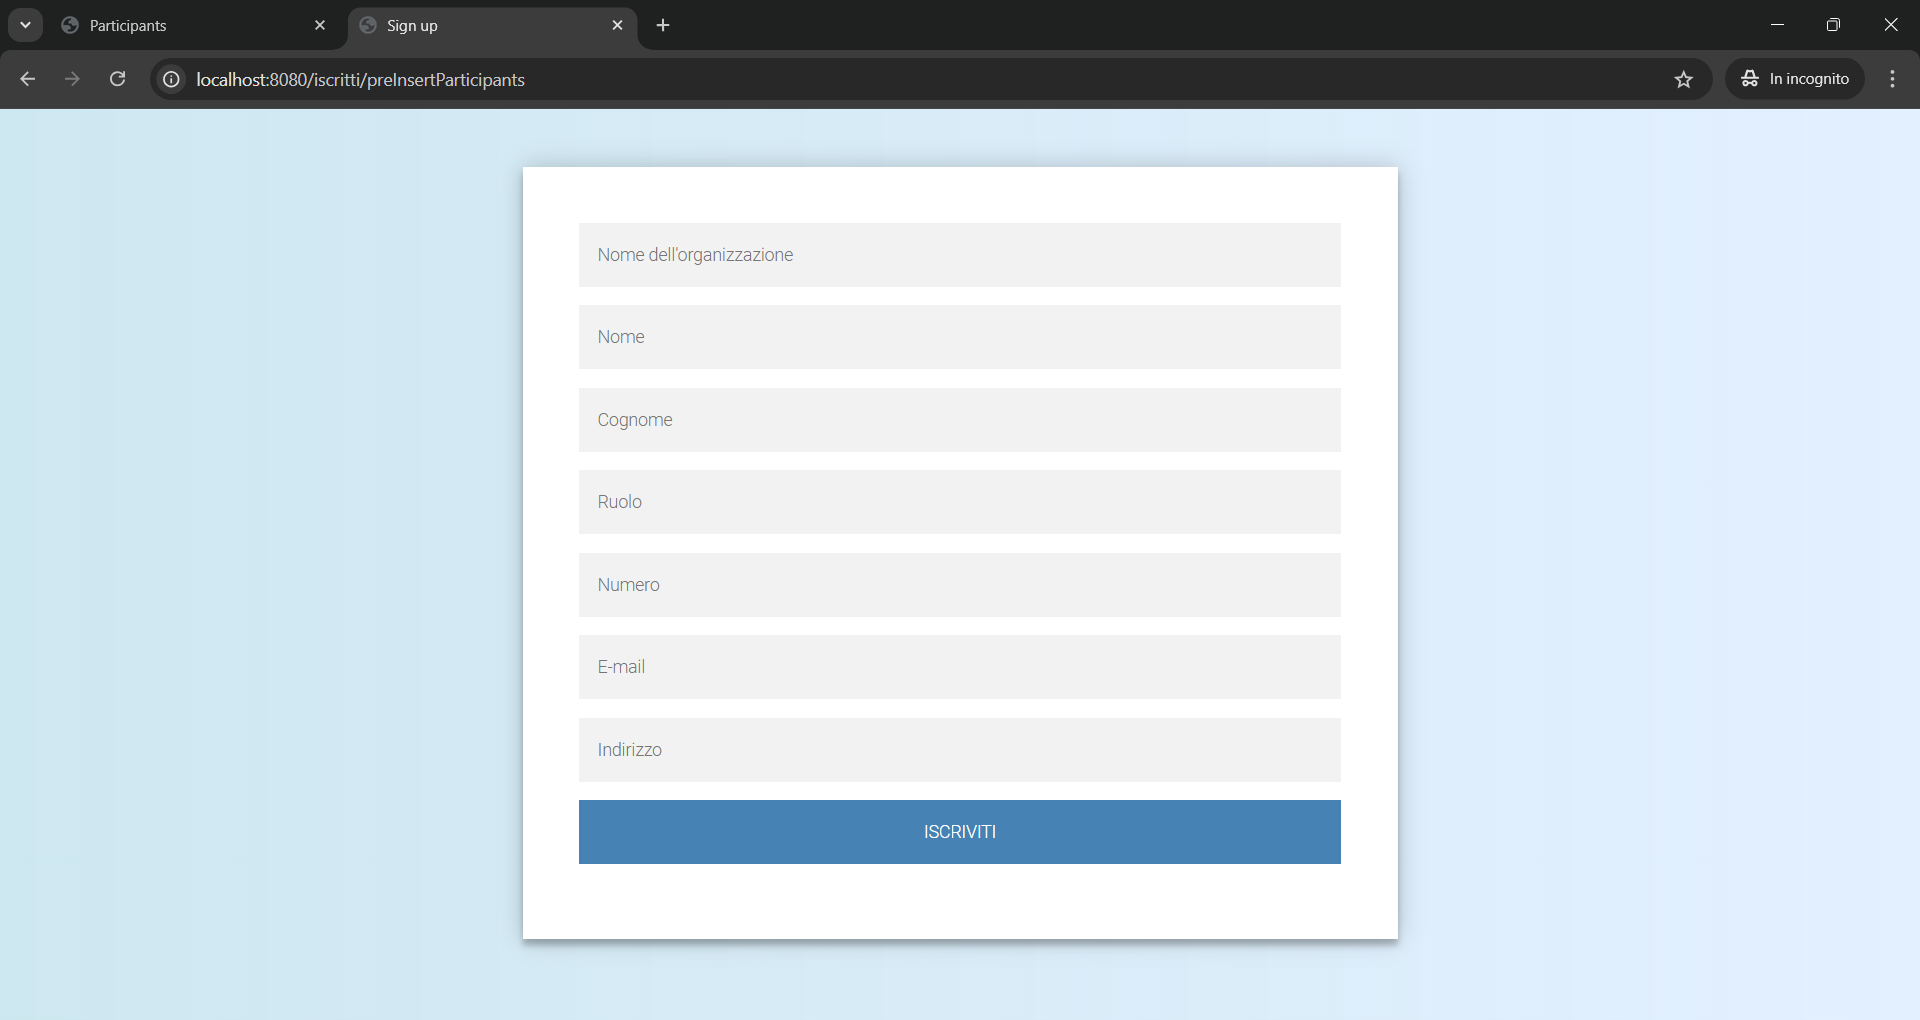 Participants
Sign up
localhost:8080/iscritti/preInsertParticipants
In incognito
Nome dell'organizzazione
Nome
Cognome
Ruolo
Numero
E-mail
Indirizzo
ISCRIVITI